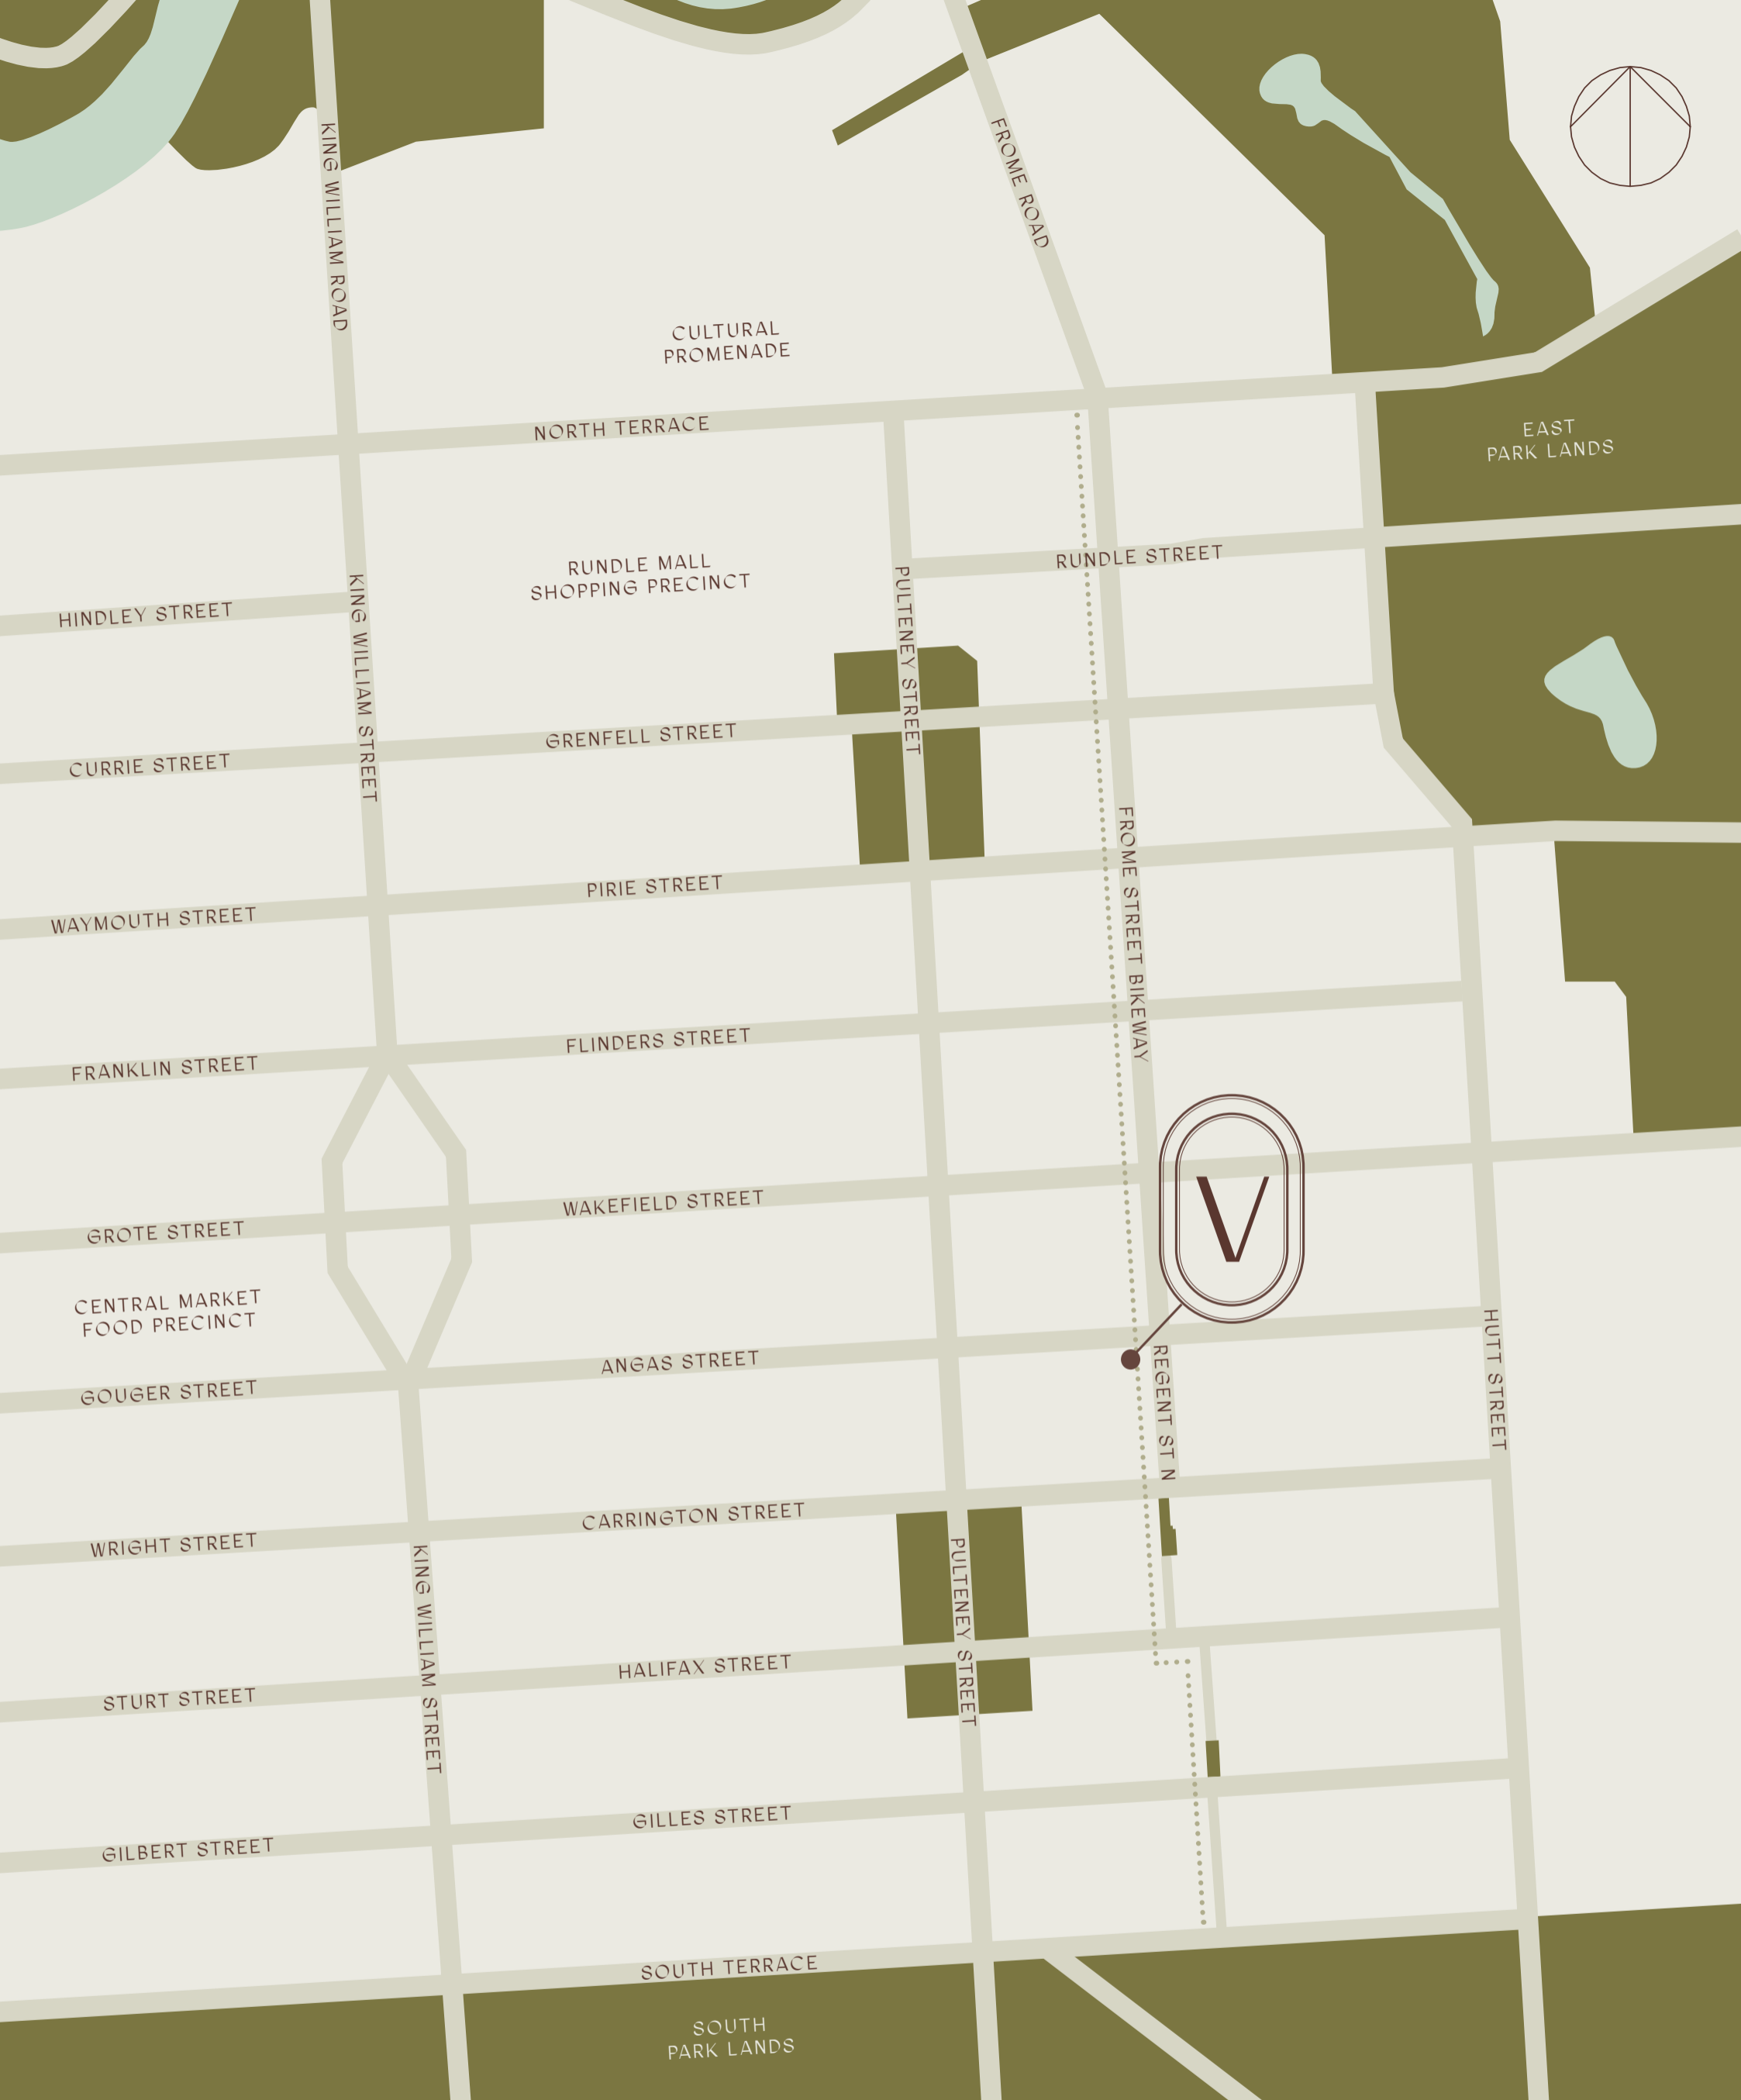 KING WILLIAM ROAD
FROME ROAD
CULTURAL
PROMENADE
NORTH TERRACE
EAST
PARK LANDS
RUNDLE STREET
RUNDLE MALL
SHOPPING PRECINCT
HINDLEY STREET
KING WILLIAM STREET
PULTENEY STREET
GRENFELL STREET
CURRIE STREET
FROME STREET BIKEWAY
PIRIE STREET
WAYMOUTH STREET
FLINDERS STREET
FRANKLIN STREET
V
WAKEFIELD STREET
GROTE STREET
CENTRAL MARKET
FOOD PRECINCT
HUTT STREET
REGENT ST N
ANGAS STREET
GOUGER STREET
CARRINGTON STREET
WRIGHT STREET
KING WILLIAM STREET
PULTENEY STREET
HALIFAX STREET
STURT STREET
GILLES STREET
GILBERT STREET
SOUTH TERRACE
SOUTH
PARK LANDS